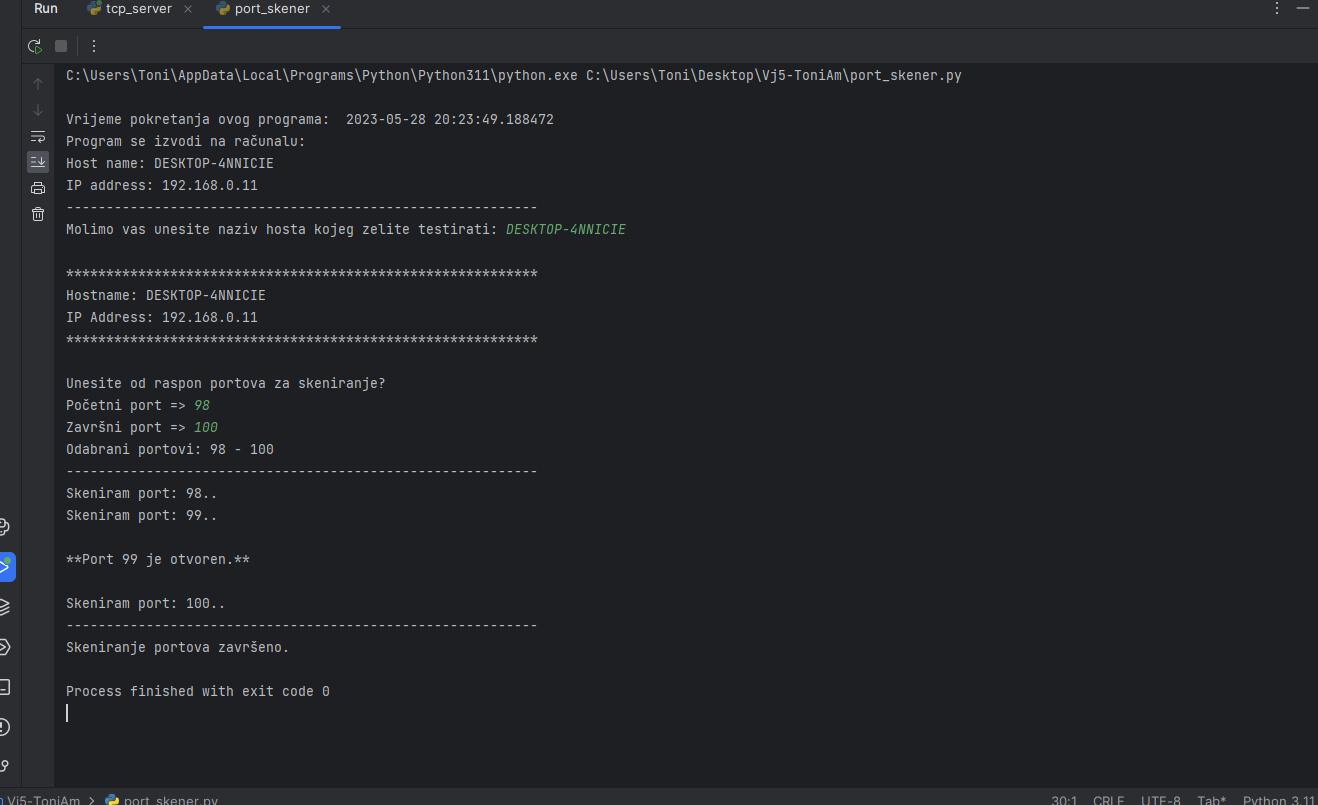 Run tcp_server port_skener
C:\Users\Toni\AppData\Local\Programs\Python\Python311\python.exe C:\Users\Toni\Desktop\Vj5-ToniAm\port_skener.py
Vrijeme pokretanja ovog programa:  2023-05-28 20:23:49.188472
Program se izvodi na računalu:
Host name: DESKTOP-4NNICIE
IP address: 192.168.0.11
-----------------------------------------------------------
Molimo vas unesite naziv hosta kojeg zelite testirati: DESKTOP-4NNICIE
***********************************************************
Hostname: DESKTOP-4NNICIE
IP Address: 192.168.0.11
***********************************************************
Unesite od raspon portova za skeniranje?
Početni port => 98
Završni port => 100
Odabrani portovi: 98 - 100
-----------------------------------------------------------
Skeniram port: 98..
Skeniram port: 99..
**Port 99 je otvoren.**
Skeniram port: 100..
-----------------------------------------------------------
Skeniranje portova završeno.
Process finished with exit code 0
Vj5-ToniAm > port_skener.py 30:1 CRLF UTF-8 Tab* Python 3.11